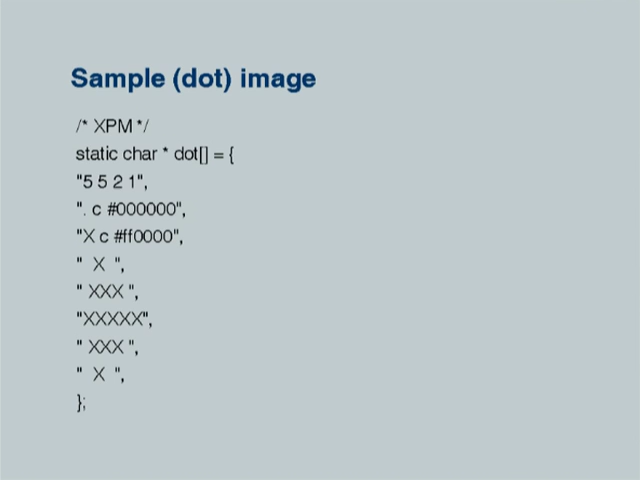 Sample (dot) image
/* XPM */
static char * dot[] = {
"5 5 2 1",
". c #000000",
"X c #ff0000",
"  X  ",
" XXX ",
"XXXXX",
" XXX ",
"  X  ",
};